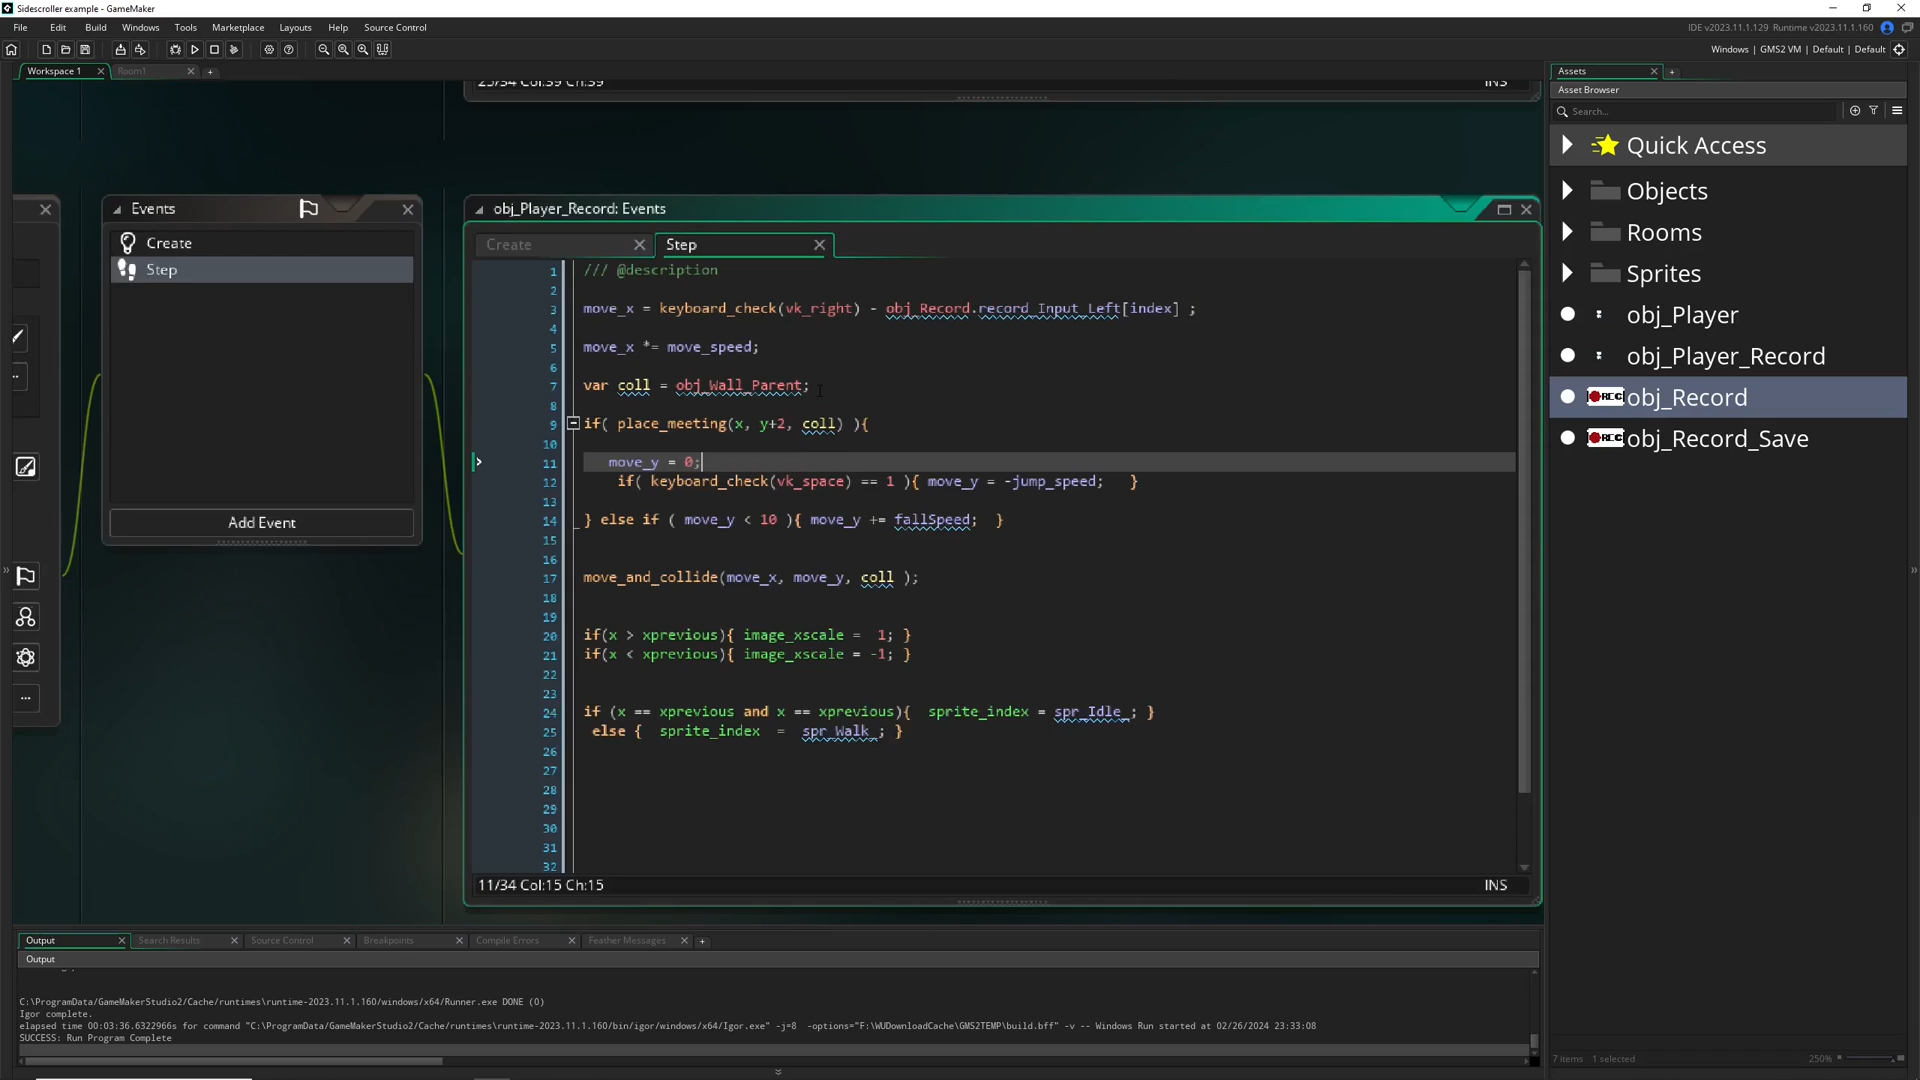 Sidescroller example - GameMaker
File Edit Build Windows Tools Marketplace Layouts Help Source Control
IDE v2023.11.1.129 Runtime v2023.11.1.160
Windows | GMS2 VM | Default | Default
Workspace 1
Room1
Assets
Asset Browser
Search...
Quick Access
Objects
Rooms
Sprites
obj_Player
obj_Player_Record
obj_Record
obj_Record_Save
7 items 1 selected
250%
25/34 Col:39 Ch:39
INS
Events
Create
Step
Add Event
obj_Player_Record: Events
Create
Step
1 /// @description
2
3 move_x = keyboard_check(vk_right) - obj_Record.record_Input_Left[index] ;
4
5 move_x *= move_speed;
6
7 var coll = obj_Wall_Parent;
8
9 if( place_meeting(x, y+2, coll) ){
10
11 move_y = 0;
12 if( keyboard_check(vk_space) == 1 ){ move_y = -jump_speed; }
13
14 } else if ( move_y < 10 ){ move_y += fallSpeed; }
15
16
17 move_and_collide(move_x, move_y, coll );
18
19
20 if(x > xprevious){ image_xscale = 1; }
21 if(x < xprevious){ image_xscale = -1; }
22
23
24 if (x == xprevious and x == xprevious){ sprite_index = spr_Idle_; }
25 else { sprite_index = spr_Walk_; }
26
27
28
29
30
31
32
11/34 Col:15 Ch:15
INS
Output
Search Results
Source Control
Breakpoints
Compile Errors
Feather Messages
Output
C:\ProgramData/GameMakerStudio2/Cache/runtimes\runtime-2023.11.1.160/windows/x64/Runner.exe DONE (0)
Igor complete.
elapsed time 00:03:36.6322966s for command "C:\ProgramData/GameMakerStudio2/Cache/runtimes\runtime-2023.11.1.160/bin/igor/windows/x64/Igor.exe" -j=8 -options="F:\WUDownloadCache\GMS2TEMP\build.bff" -v -- Windows Run started at 02/26/2024 23:33:08
SUCCESS: Run Program Complete